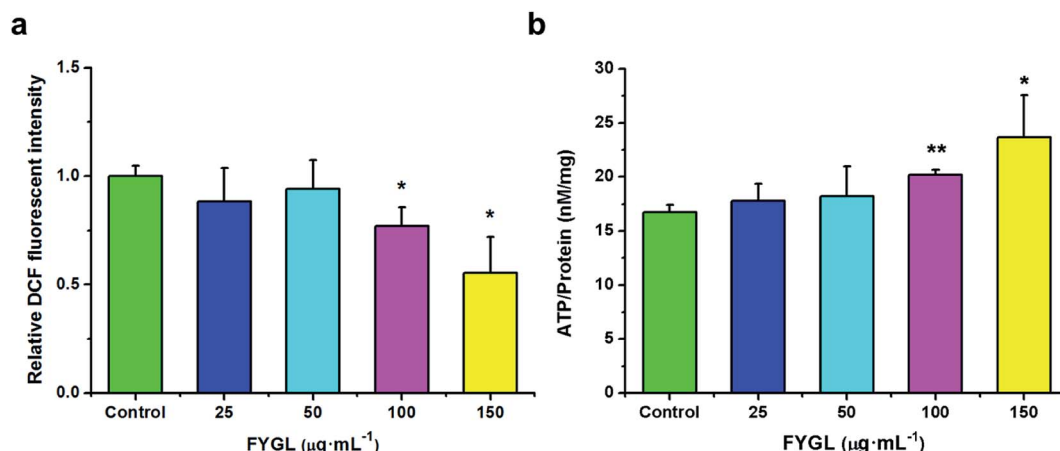 a
Relative DCF fluorescent intensity
1.5
1.0
0.5
0.0
*
*
Control 25 50 100 150
FYGL (μg·mL⁻¹)
b
ATP/Protein (nM/mg)
30
25
20
15
10
5
0
**
*
Control 25 50 100 150
FYGL (μg·mL⁻¹)